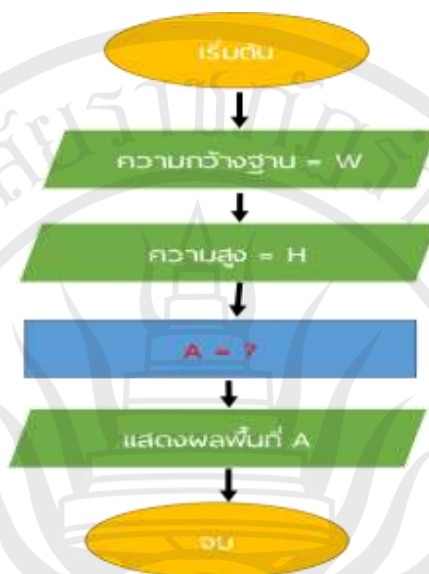 เริ่มต้น
ความกว้างฐาน = W
ความสูง = H
A = ?
แสดงผลพื้นที่ A
จบ